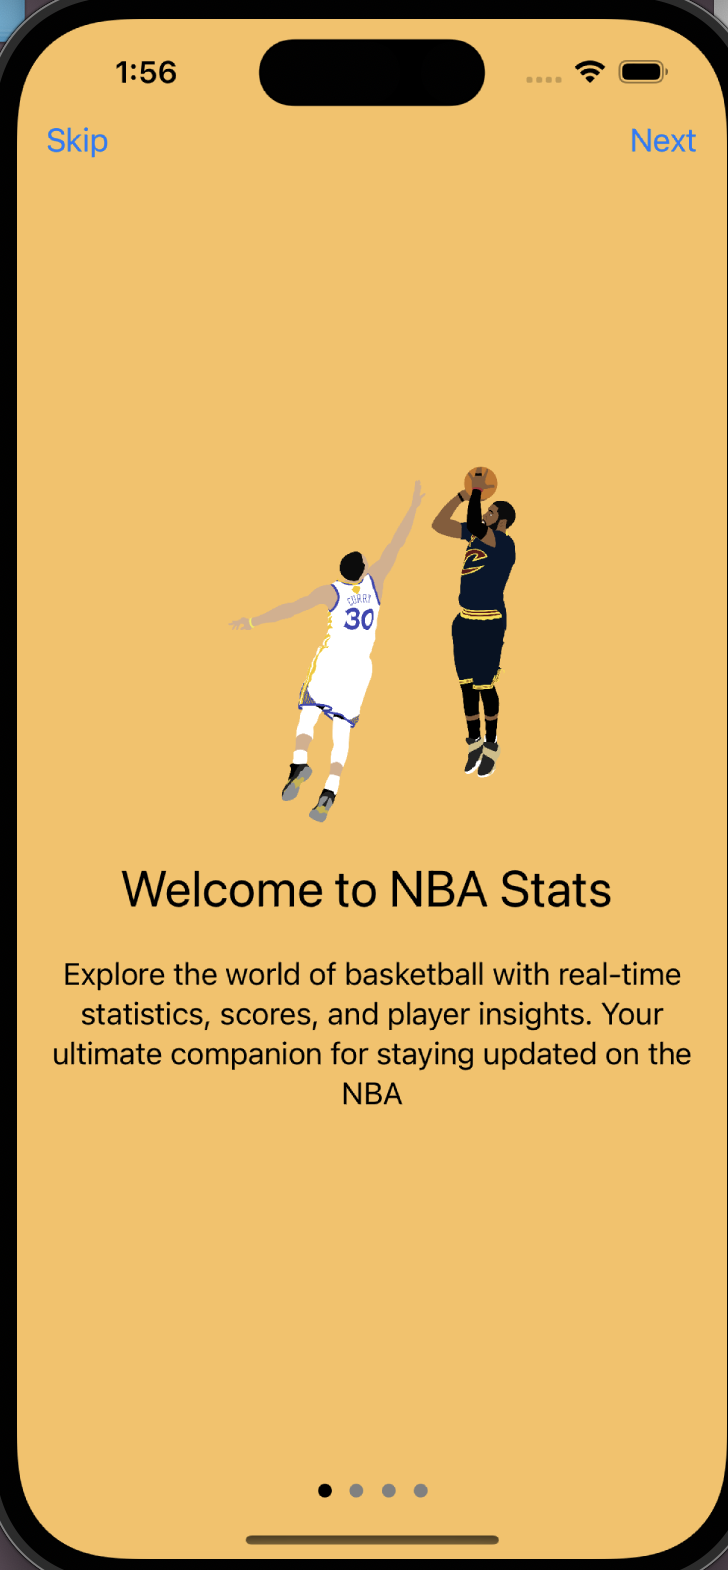 1:56
Skip
Next
CURRY
30
C
Welcome to NBA Stats
Explore the world of basketball with real-time
statistics, scores, and player insights. Your
ultimate companion for staying updated on the
NBA